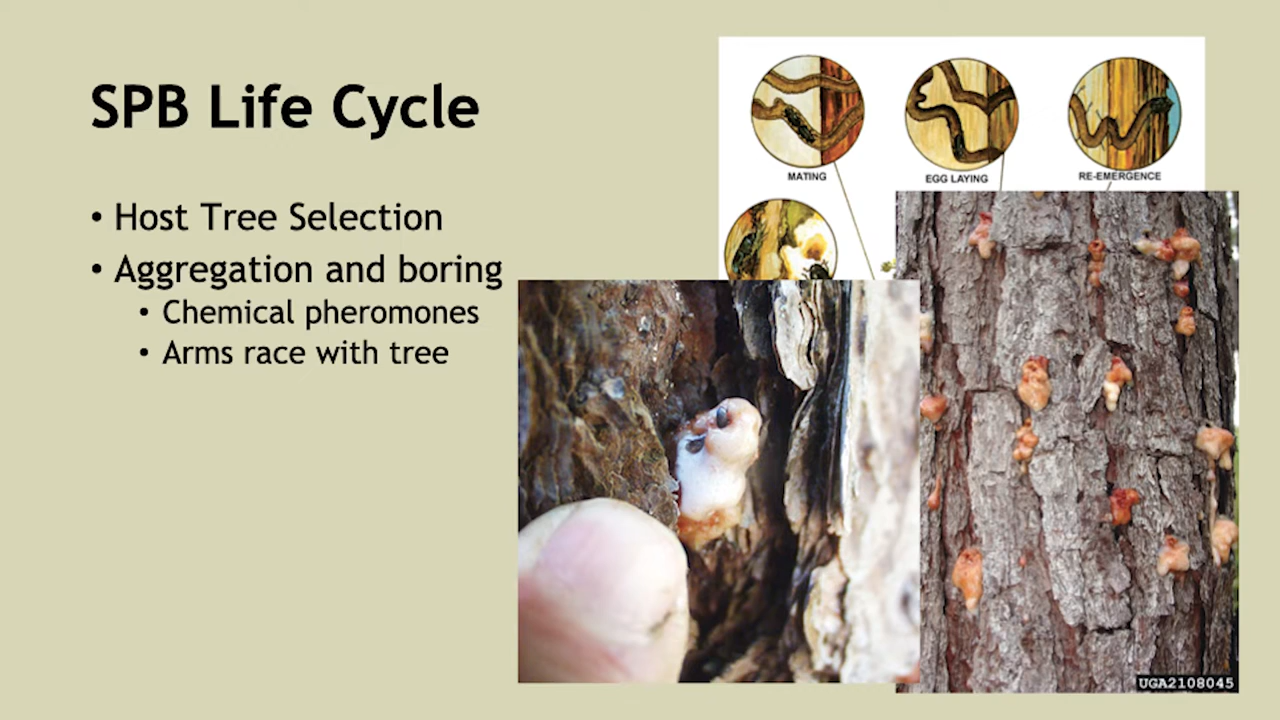 SPB Life Cycle
• Host Tree Selection
• Aggregation and boring
• Chemical pheromones
• Arms race with tree
MATING
EGG LAYING
RE-EMERGENCE
UGA2108045